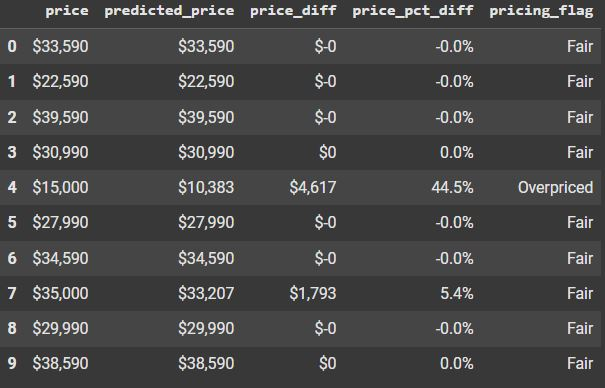 price predicted_price price_diff price_pct_diff pricing_flag
0 $33,590 $33,590 $-0 -0.0% Fair
1 $22,590 $22,590 $-0 -0.0% Fair
2 $39,590 $39,590 $-0 -0.0% Fair
3 $30,990 $30,990 $0 0.0% Fair
4 $15,000 $10,383 $4,617 44.5% Overpriced
5 $27,990 $27,990 $-0 -0.0% Fair
6 $34,590 $34,590 $-0 -0.0% Fair
7 $35,000 $33,207 $1,793 5.4% Fair
8 $29,990 $29,990 $-0 -0.0% Fair
9 $38,590 $38,590 $0 0.0% Fair